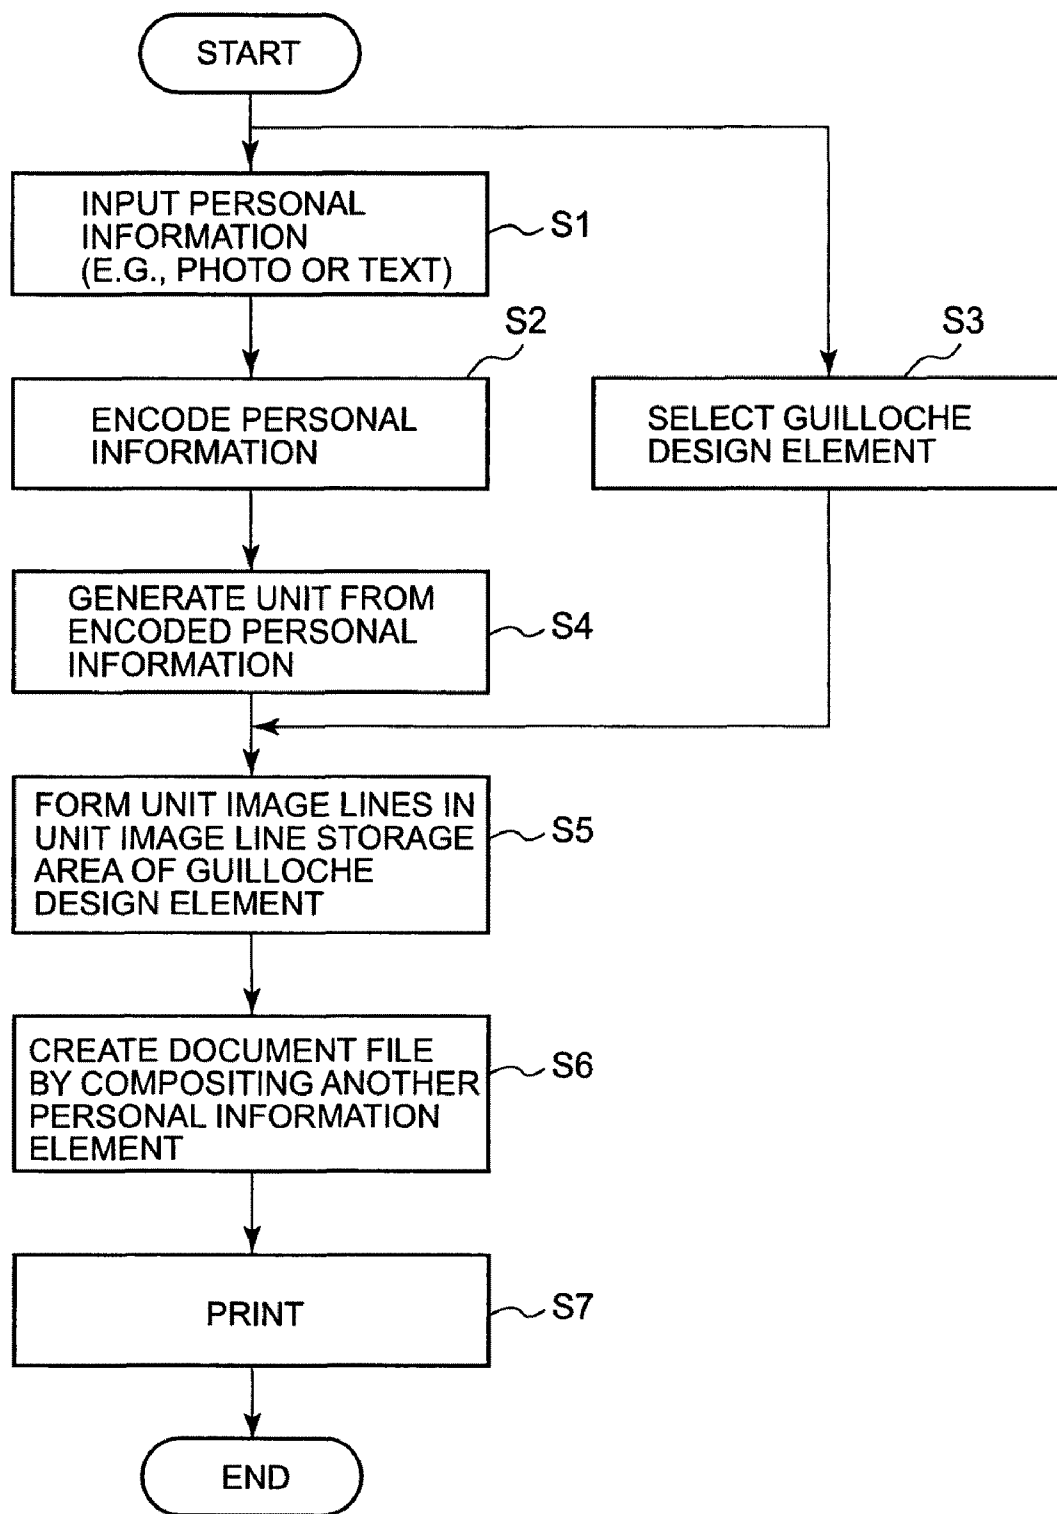 START
INPUT PERSONAL
INFORMATION
(E.G., PHOTO OR TEXT)
S1
S2
ENCODE PERSONAL
INFORMATION
S3
SELECT GUILLOCHE
DESIGN ELEMENT
GENERATE UNIT FROM
ENCODED PERSONAL
INFORMATION
S4
FORM UNIT IMAGE LINES IN
UNIT IMAGE LINE STORAGE
AREA OF GUILLOCHE
DESIGN ELEMENT
S5
CREATE DOCUMENT FILE
BY COMPOSITING ANOTHER
PERSONAL INFORMATION
ELEMENT
S6
PRINT
S7
END